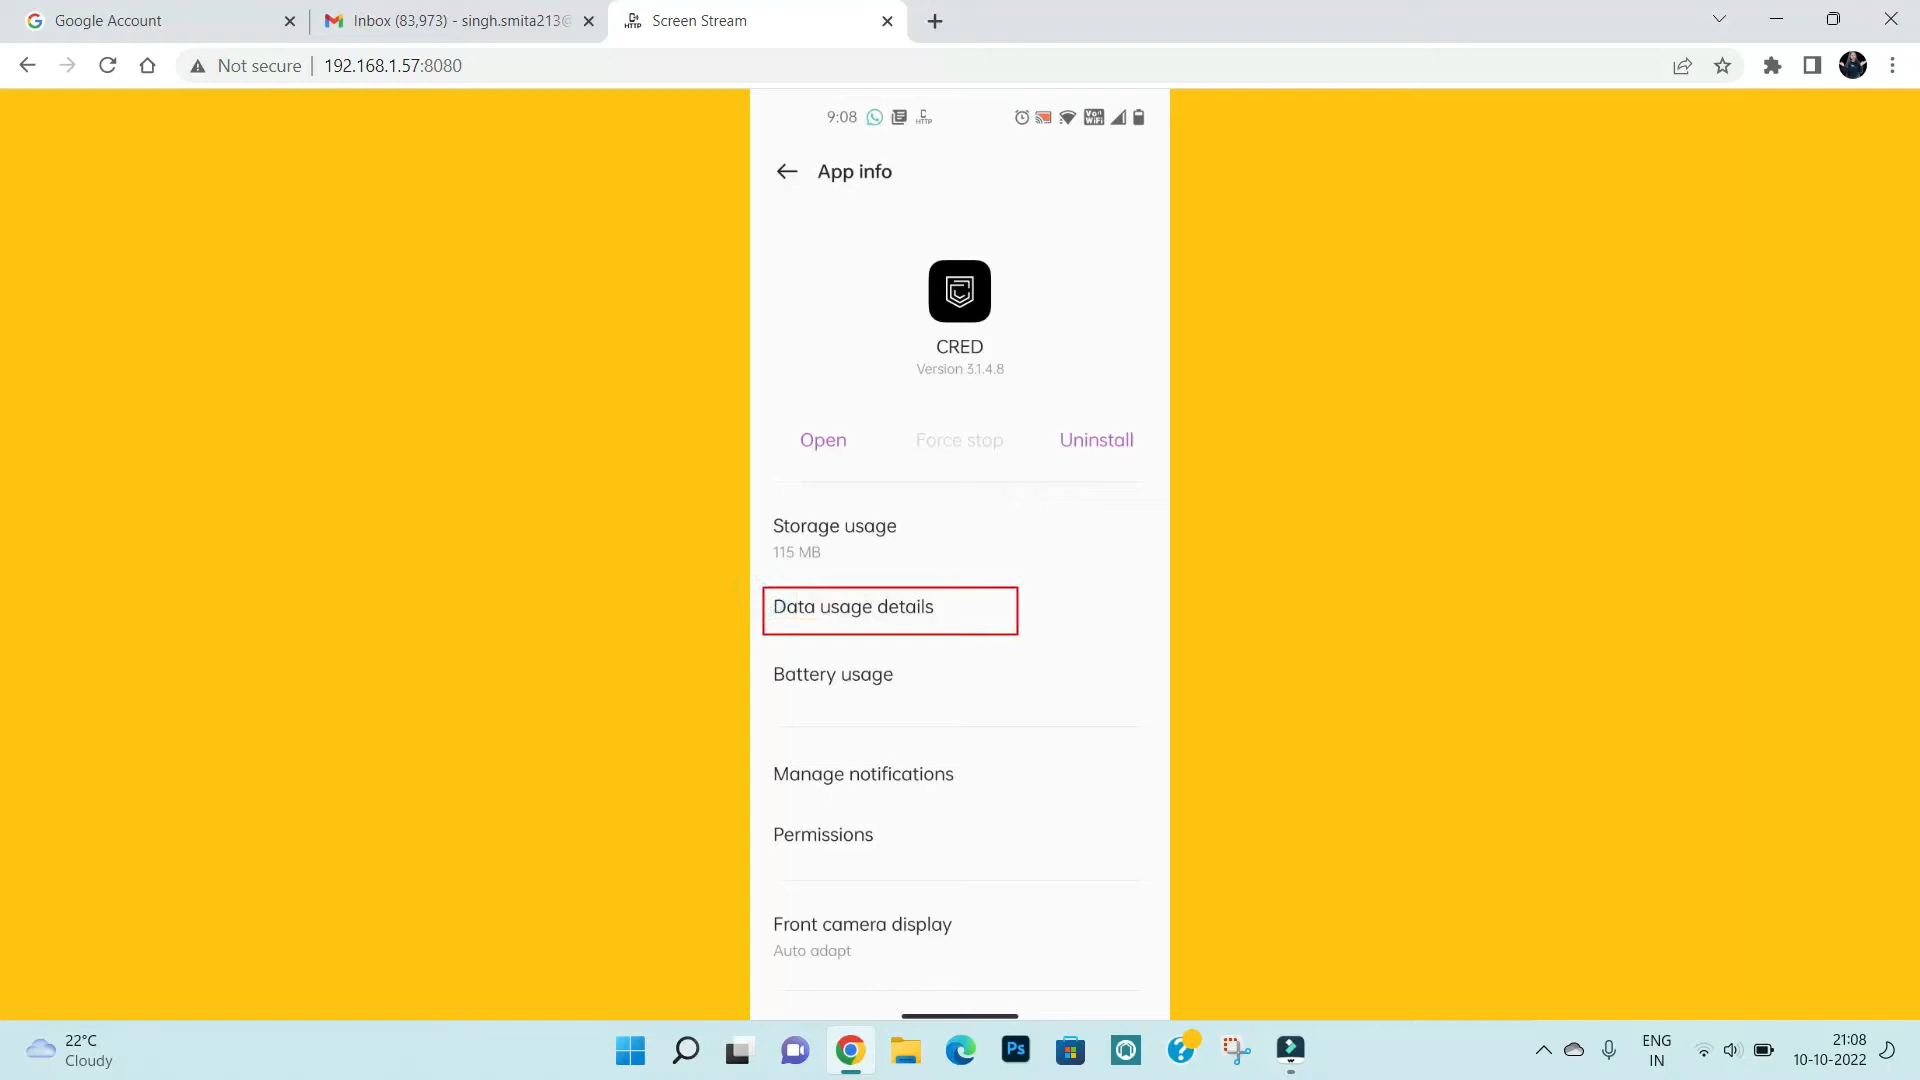 Google Account
Inbox (83,973) - singh.smita213@
Screen Stream
Not secure
192.168.1.57:8080
9:08
HTTP
App info
CRED
Version 3.1.4.8
Open
Force stop
Uninstall
Storage usage
115 MB
Data usage details
Battery usage
Manage notifications
Permissions
Front camera display
Auto adapt
22°C
Cloudy
Ps
ENG
IN
21:08
10-10-2022